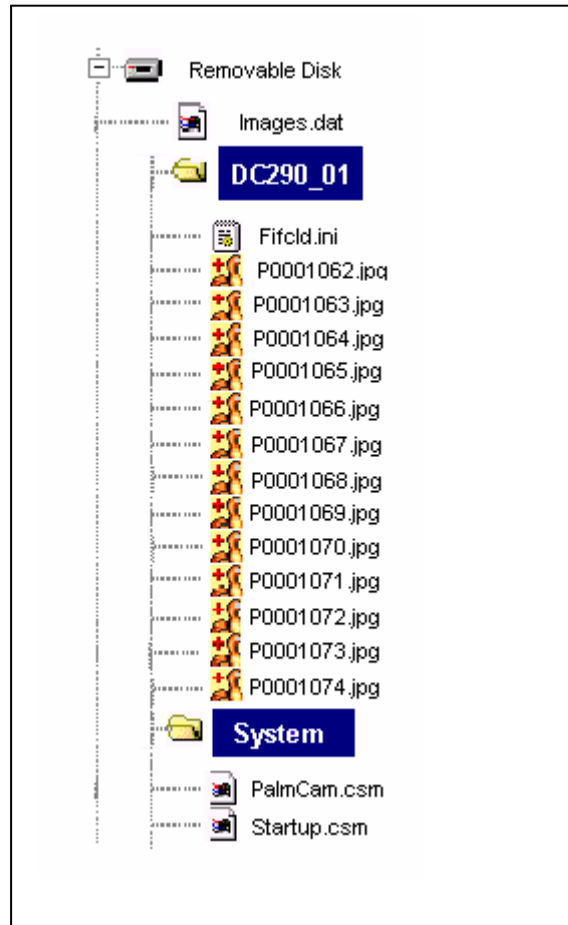 Removable Disk
Images.dat
DC290_01
Fifcld.ini
P0001062.jpg
P0001063.jpg
P0001064.jpg
P0001065.jpg
P0001066.jpg
P0001067.jpg
P0001068.jpg
P0001069.jpg
P0001070.jpg
P0001071.jpg
P0001072.jpg
P0001073.jpg
P0001074.jpg
System
PalmCam.csm
Startup.csm